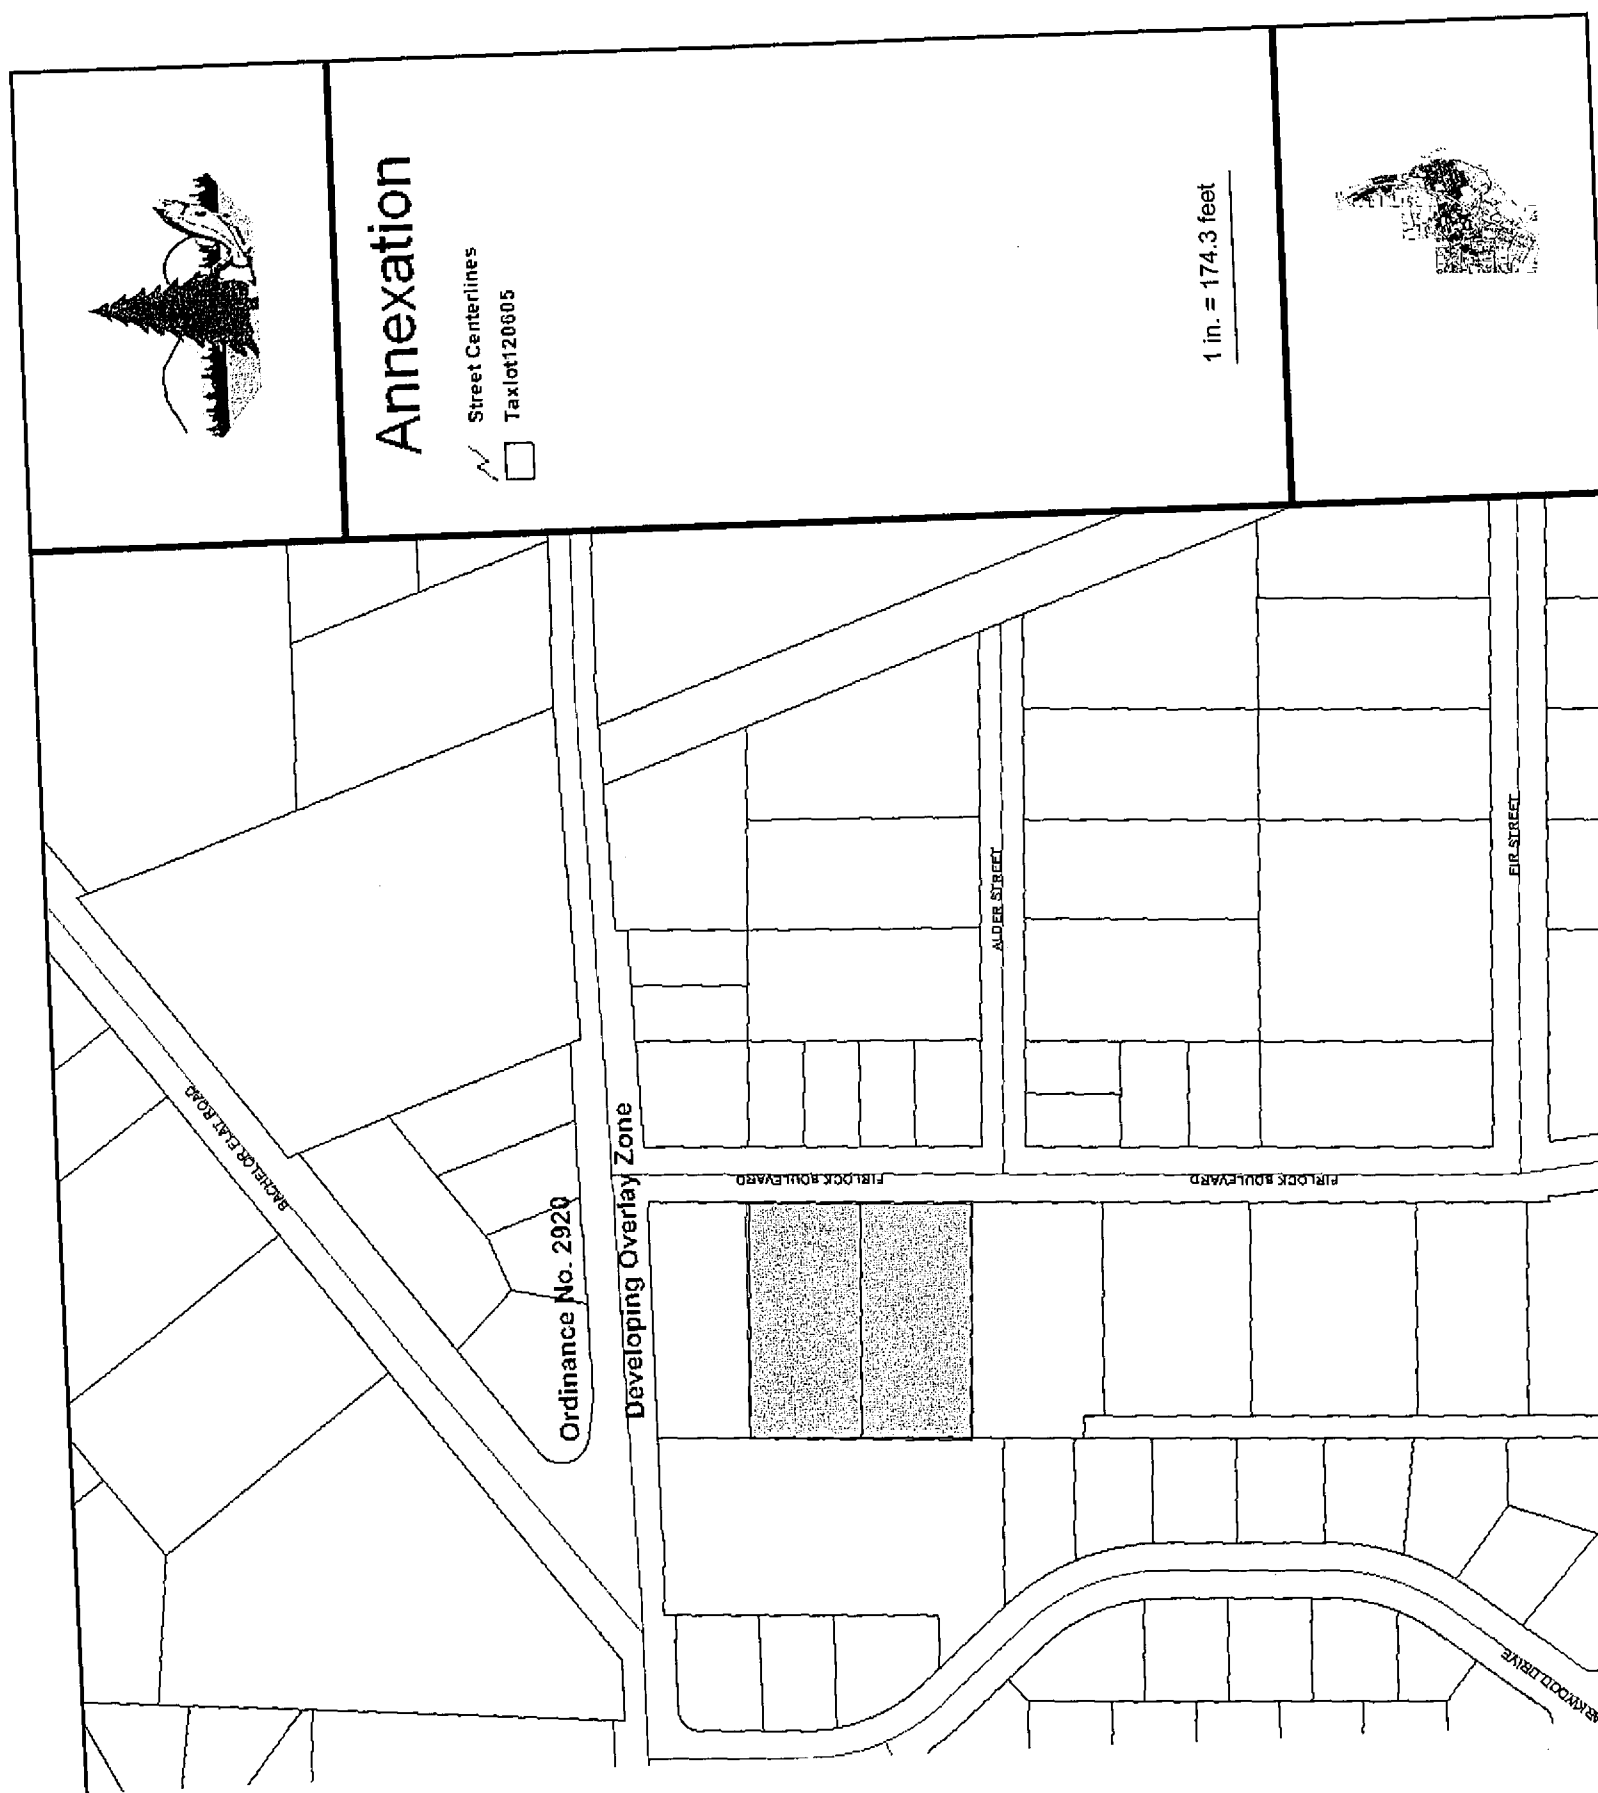 Annexation
Street Centerlines
Taxlot120605
1 in. = 174.3 feet
Ordinance No. 2920
Developing Overlay Zone
BACHELOR FLAT ROAD
FIRLOCK BOULEVARD
FIRLOCK BOULEVARD
ALDER STREET
FIR STREET
DRIVE